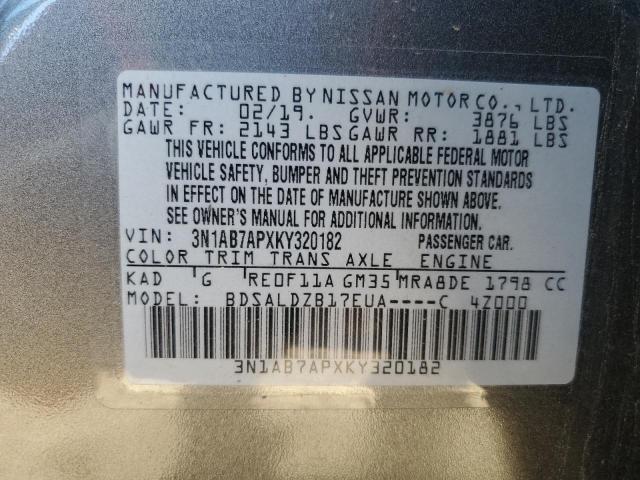 MANUFACTURED BY NISSAN MOTOR CO., LTD.
DATE: 02/19. GVWR: 3876 LBS
GAWR FR: 2143 LBS GAWR RR: 1881 LBS
THIS VEHICLE CONFORMS TO ALL APPLICABLE FEDERAL MOTOR
VEHICLE SAFETY, BUMPER AND THEFT PREVENTION STANDARDS
IN EFFECT ON THE DATE OF MANUFACTURE SHOWN ABOVE.
SEE OWNER'S MANUAL FOR ADDITIONAL INFORMATION.
VIN: 3N1AB7APXKY320182 PASSENGER CAR.
COLOR TRIM TRANS AXLE ENGINE
KAD G RE0F11A GM35 MRA8DE 1798 CC
MODEL: BDSALDZB17EUA----C 4Z000
3N1AB7APXKY320182